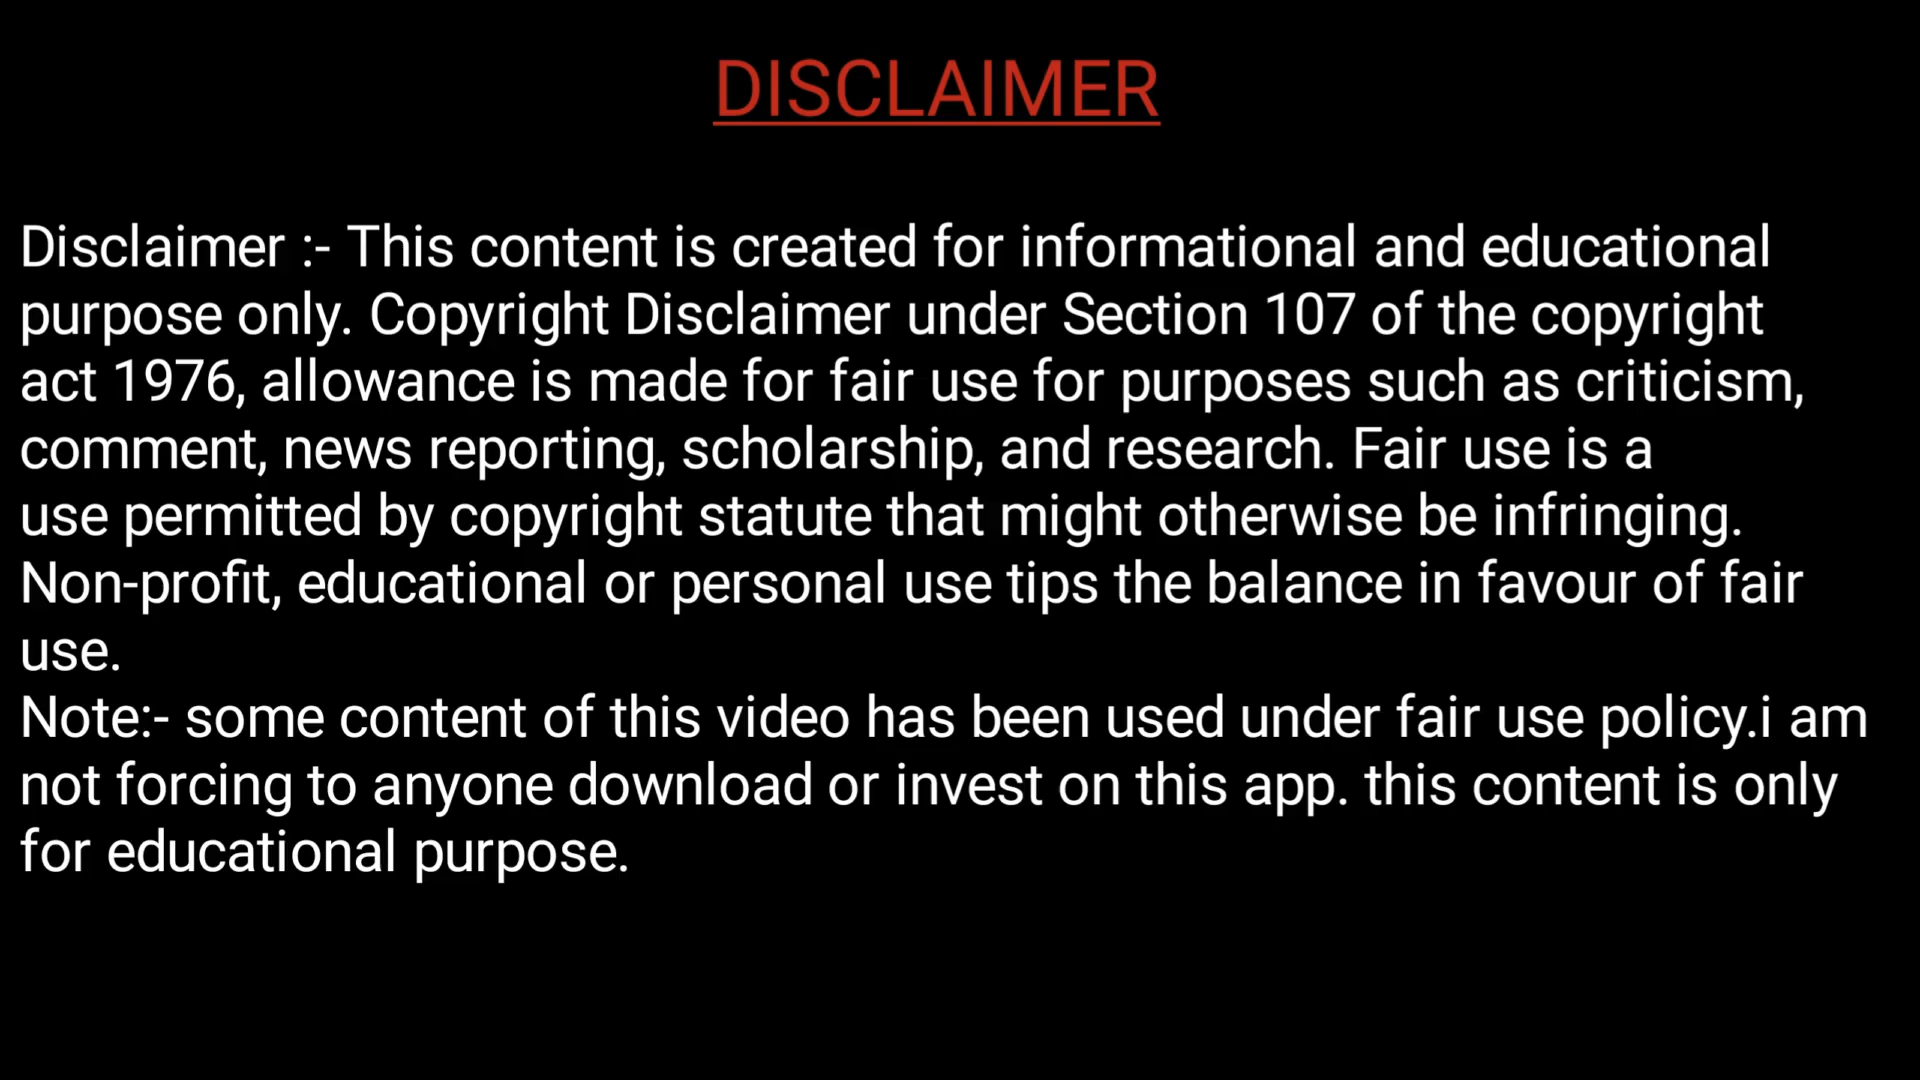 DISCLAIMER
Disclaimer :- This content is created for informational and educational
purpose only. Copyright Disclaimer under Section 107 of the copyright
act 1976, allowance is made for fair use for purposes such as criticism,
comment, news reporting, scholarship, and research. Fair use is a
use permitted by copyright statute that might otherwise be infringing.
Non-profit, educational or personal use tips the balance in favour of fair
use.
Note:- some content of this video has been used under fair use policy.i am
not forcing to anyone download or invest on this app. this content is only
for educational purpose.